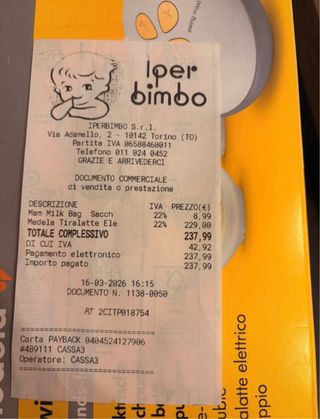 swing maxi
Iper
bimbo
IPERBIMBO S.r.l.
Via Adamello, 2 - 10142 Torino (TO)
Partita IVA 06588460011
Telefono 011 024 0452
GRAZIE E ARRIVEDERCI
DOCUMENTO COMMERCIALE
di vendita o prestazione
DESCRIZIONE IVA PREZZO(€)
Mam Milk Bag Sacch 22% 8,99
Medela Tiralatte Ele 22% 229,00
TOTALE COMPLESSIVO 237,99
DI CUI IVA 42,92
Pagamento elettronico 237,99
Importo pagato 237,99
16-03-2026 16:15
DOCUMENTO N. 1138-0050
RT 2CITP018754
Carta PAYBACK 0404524127906
#489111 CASSA3
Operatore: CASSA3
alatte elettrico
ppio